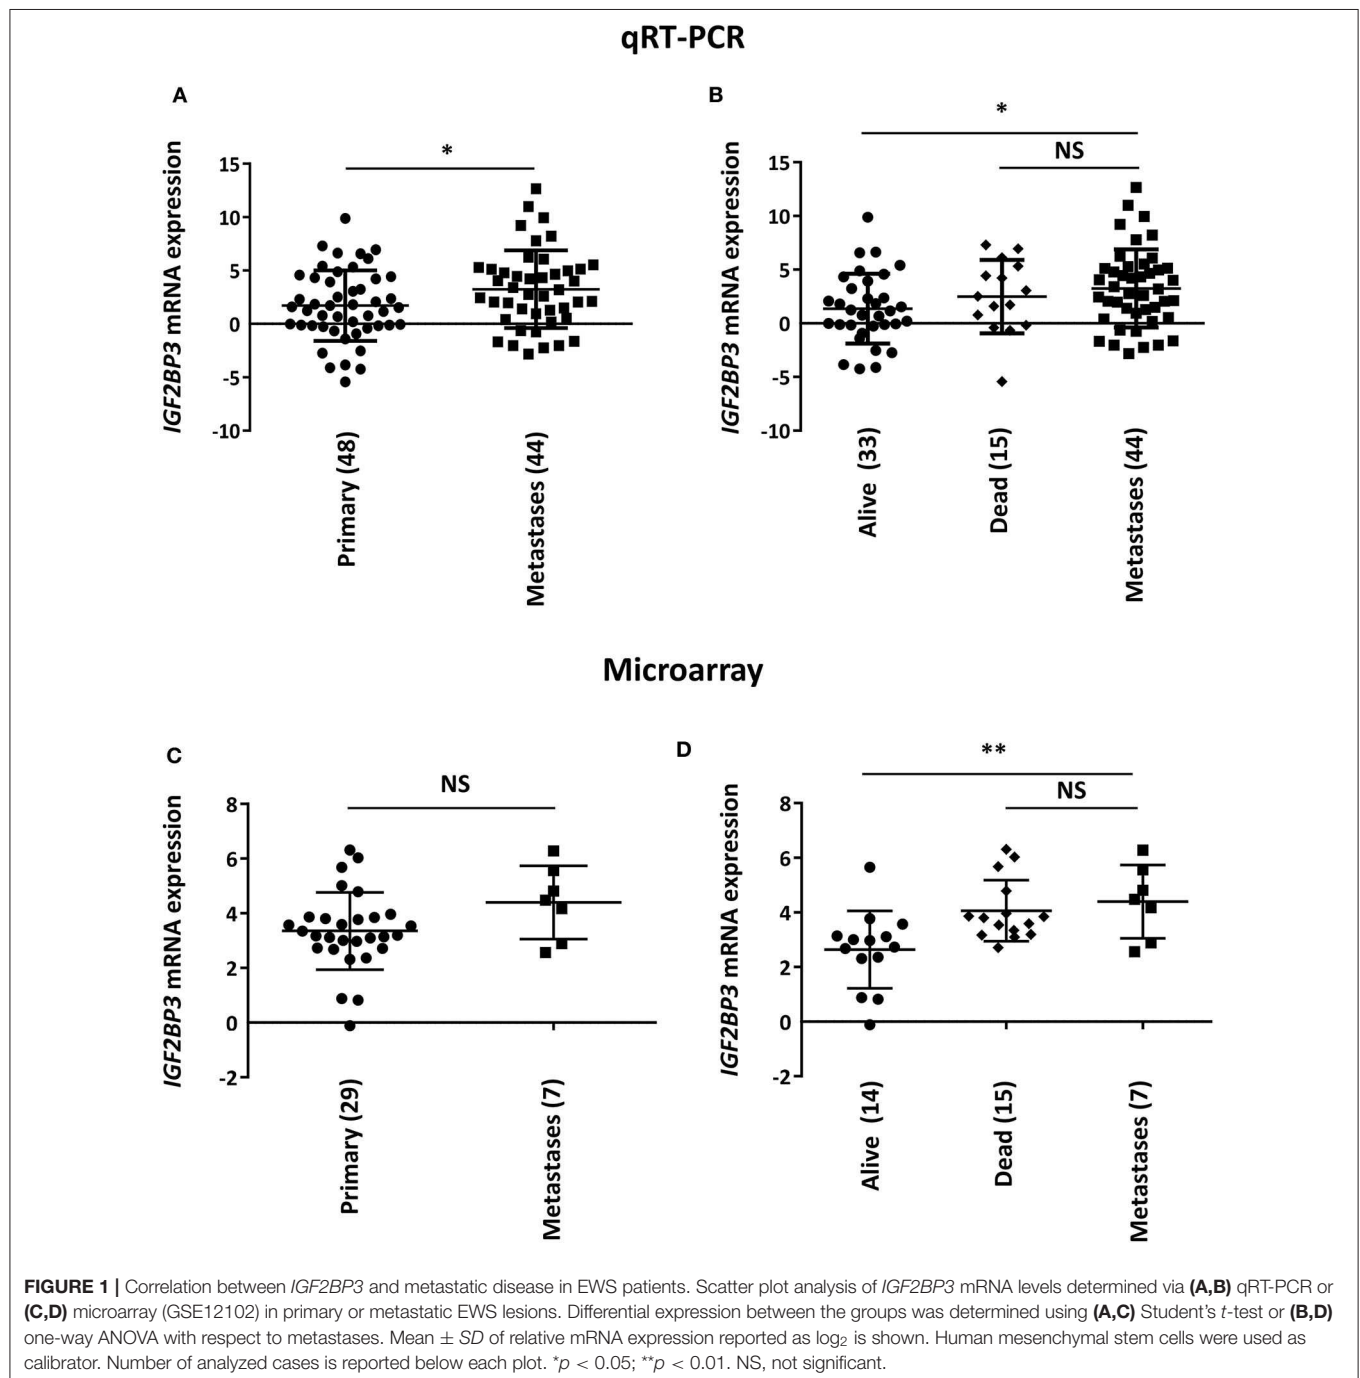 qRT-PCR
A
*
IGF2BP3 mRNA expression
15
10
5
0
-5
-10
Primary (48)
Metastases (44)
B
*
NS
IGF2BP3 mRNA expression
15
10
5
0
-5
-10
Alive (33)
Dead (15)
Metastases (44)
Microarray
C
NS
IGF2BP3 mRNA expression
8
6
4
2
0
-2
Primary (29)
Metastases (7)
D
**
NS
IGF2BP3 mRNA expression
8
6
4
2
0
-2
Alive (14)
Dead (15)
Metastases (7)
FIGURE 1 | Correlation between IGF2BP3 and metastatic disease in EWS patients. Scatter plot analysis of IGF2BP3 mRNA levels determined via (A,B) qRT-PCR or
(C,D) microarray (GSE12102) in primary or metastatic EWS lesions. Differential expression between the groups was determined using (A,C) Student's t-test or (B,D)
one-way ANOVA with respect to metastases. Mean ± SD of relative mRNA expression reported as log₂ is shown. Human mesenchymal stem cells were used as
calibrator. Number of analyzed cases is reported below each plot. *p < 0.05; **p < 0.01. NS, not significant.